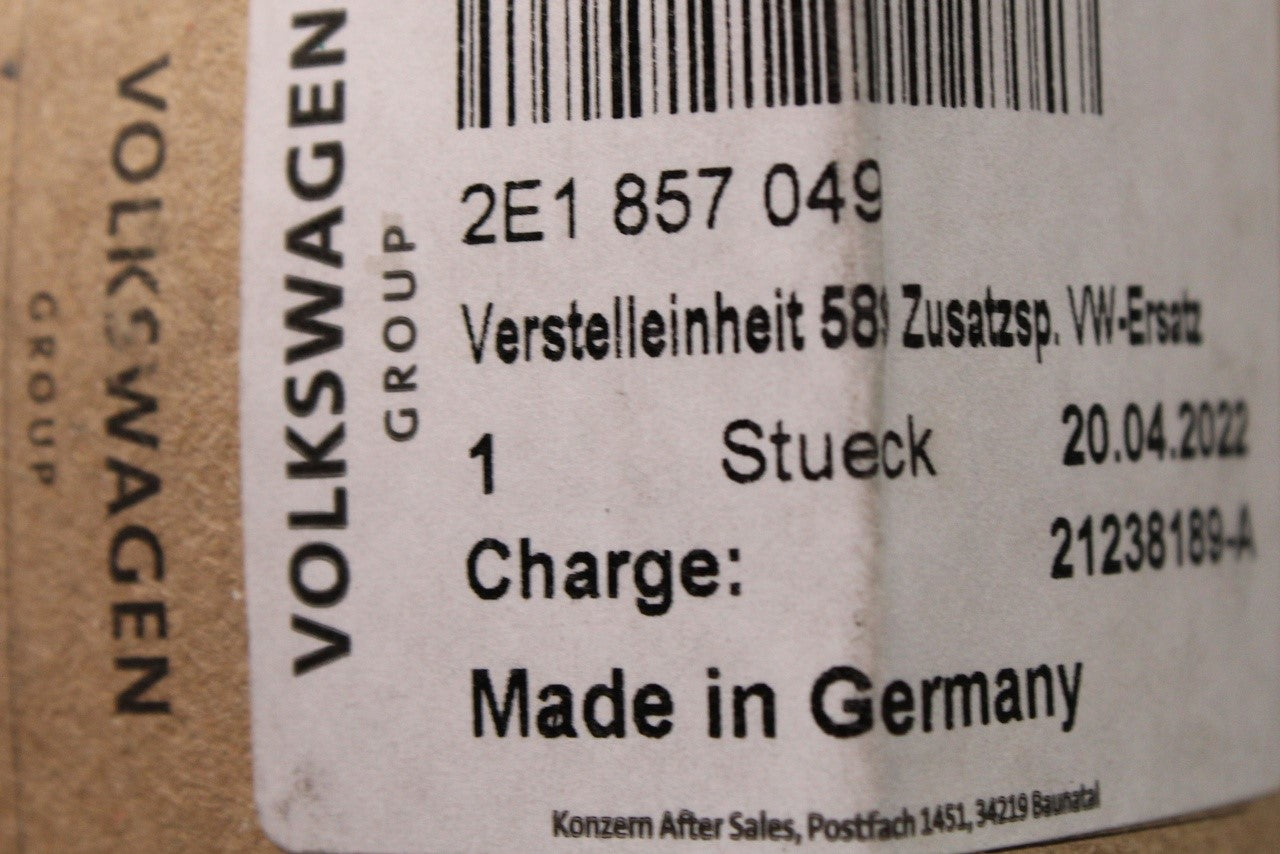 VOLKSWAGEN
GROUP
VOLKSWAGEN
GROUP
2E1 857 049
Verstelleinheit Zusatzsp. VW-Ersatz
1 Stueck 20.04.2022
Charge: 21238189-A
Made in Germany
Konzern After Sales, Postfach 1451, 34219 Baunatal